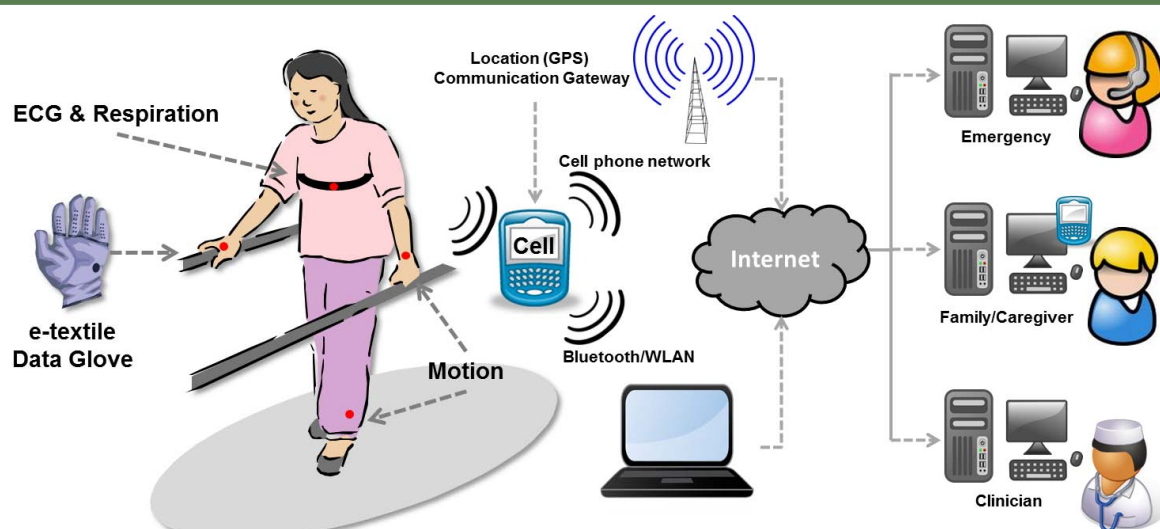 ECG & Respiration
e-textile
Data Glove
Motion
Location (GPS)
Communication Gateway
Cell phone network
Cell
Bluetooth/WLAN
Internet
Emergency
Family/Caregiver
Clinician